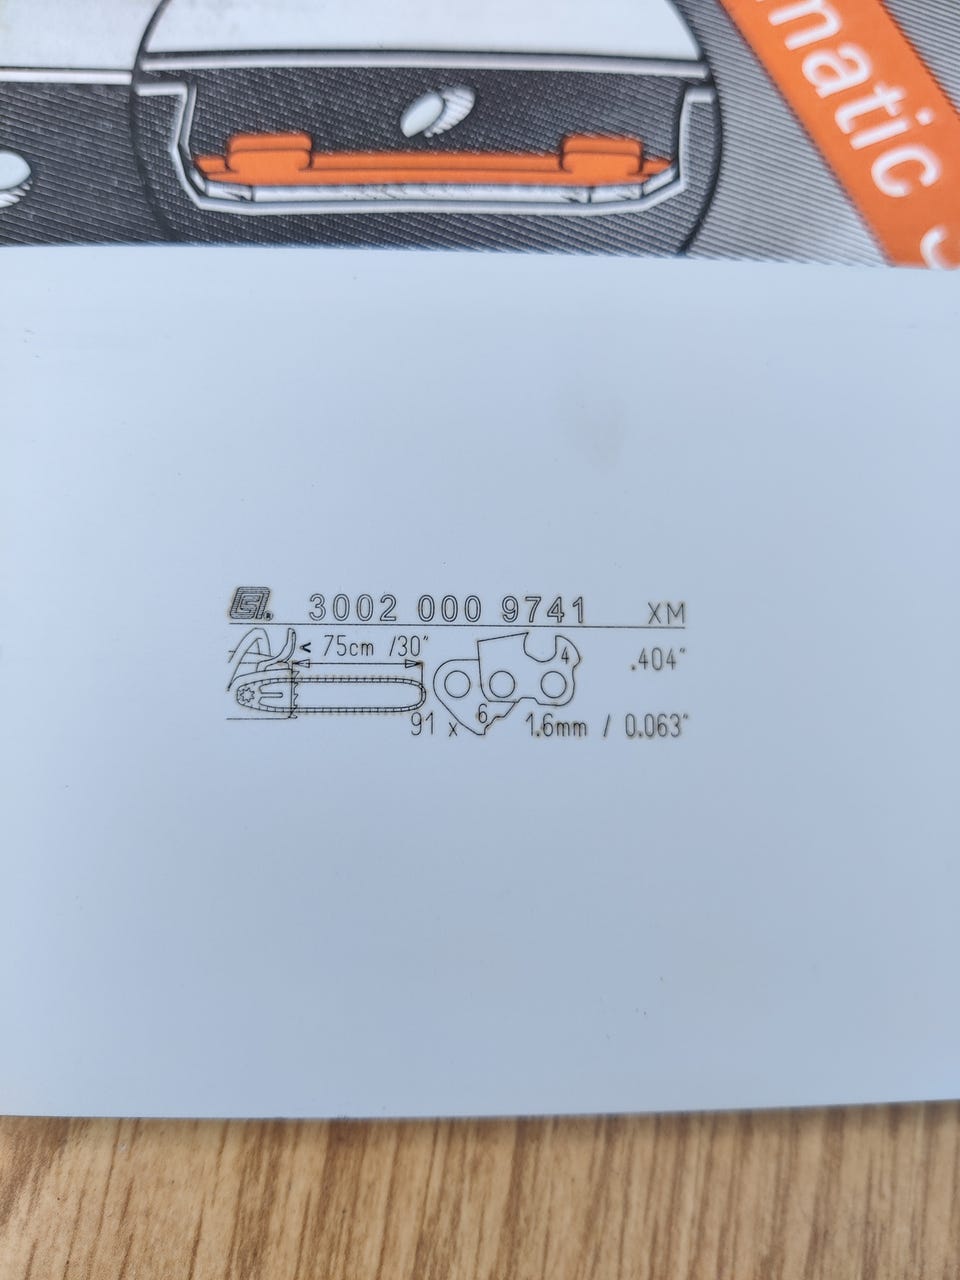 matic
3002 000 9741 XM
< 75cm /30"
4
.404"
91 x 6
1.6mm / 0.063"